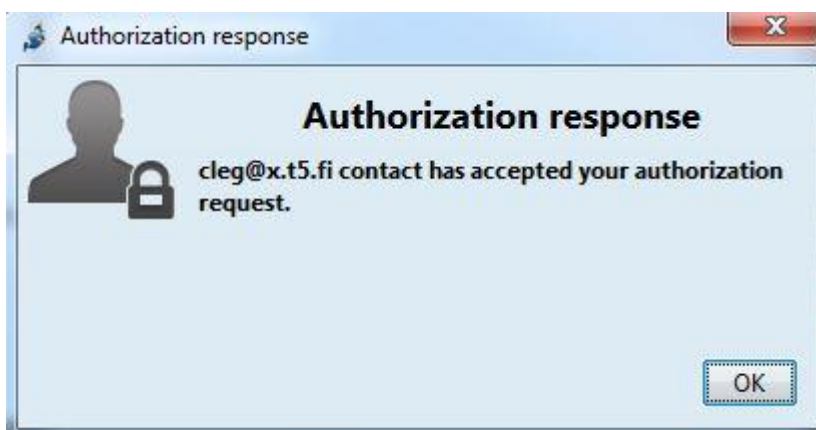 Authorization response
Authorization response
cleg@x.t5.fi contact has accepted your authorization
request.
OK